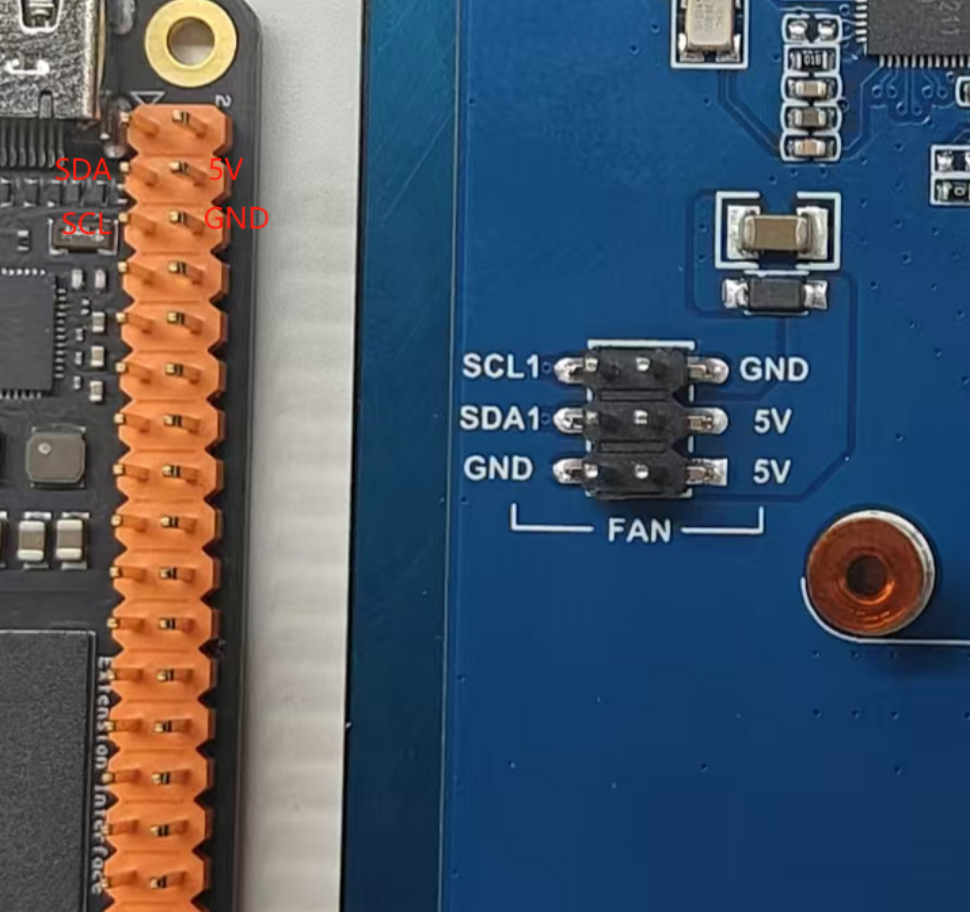 2
SDA 5V
SCL GND
SCL1 GND
SDA1 5V
GND 5V
FAN
Extension Interface